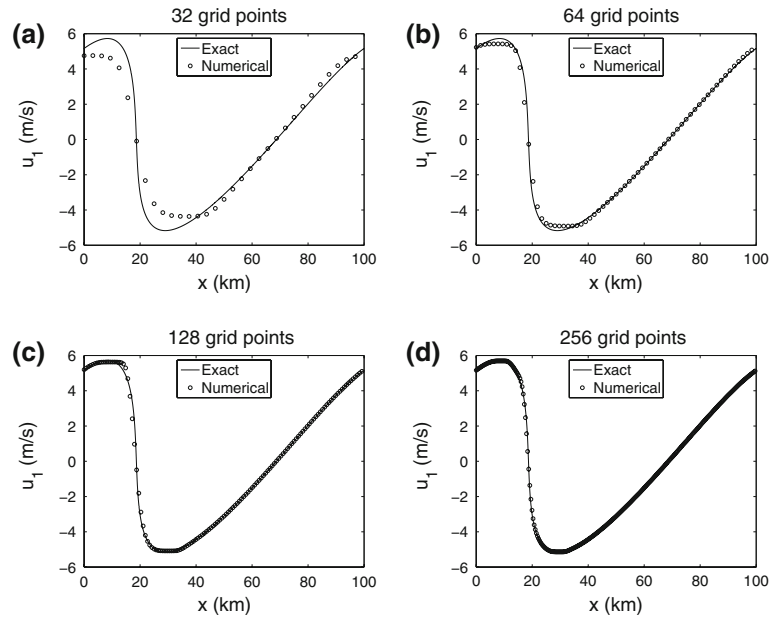 (a)
32 grid points
Exact
Numerical
u1 (m/s)
6
4
2
0
−2
−4
−6
0 20 40 60 80 100
x (km)
(b)
64 grid points
Exact
Numerical
u1 (m/s)
6
4
2
0
−2
−4
−6
0 20 40 60 80 100
x (km)
(c)
128 grid points
Exact
Numerical
u1 (m/s)
6
4
2
0
−2
−4
−6
0 20 40 60 80 100
x (km)
(d)
256 grid points
Exact
Numerical
u1 (m/s)
6
4
2
0
−2
−4
−6
0 20 40 60 80 100
x (km)